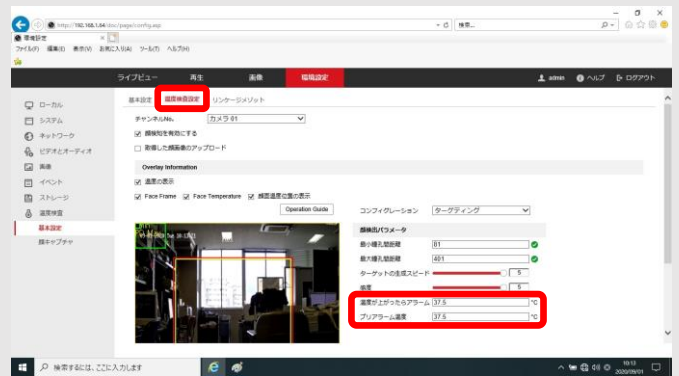 http://192.168.1.64/doc/page/config.asp
検索...
環境設定
ファイル(F) 編集(E) 表示(V) お気に入り(A) ツール(T) ヘルプ(H)
ライブビュー 再生 画像 環境設定 admin ヘルプ ログアウト
ローカル
システム
ネットワーク
ビデオとオーディオ
画像
イベント
ストレージ
温度検査
基本設定
顔キャプチャ
基本設定 温度検査設定 リンケージメソッド
チャンネルNo. カメラ 01
顔検知を有効にする
取得した顔画像のアップロード
Overlay Information
温度の表示
Face Frame Face Temperature 顔面温度位置の表示
Operation Guide
コンフィグレーション ターゲティング
顔検出パラメータ
最小瞳孔間距離 81
最大瞳孔間距離 401
ターゲットの生成スピード 5
感度 5
温度が上がったらアラーム 37.5 °C
プリアラーム温度 37.5 °C
検索するには、ここに入力します
10:13
2020/09/01